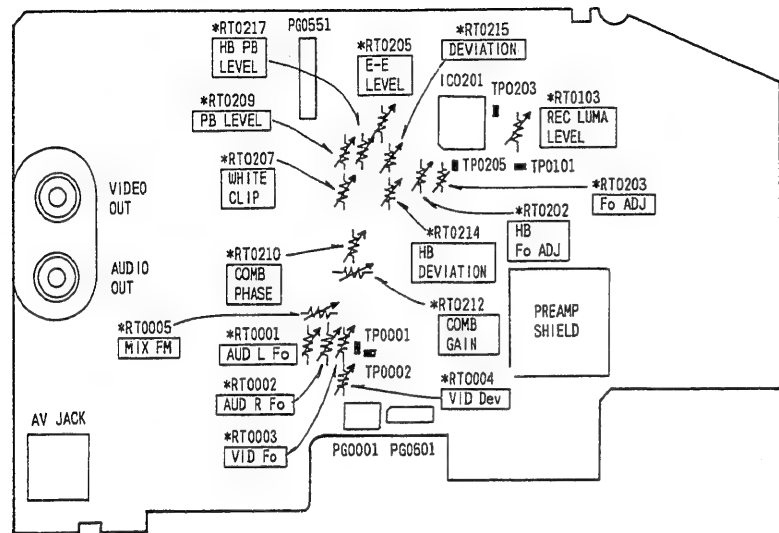 *RT0217
HB PB
LEVEL
PG0551
*RT0205
E-E
LEVEL
*RT0215
DEVIATION
IC0201
TP0203
*RT0103
REC LUMA
LEVEL
*RT0209
PB LEVEL
*RT0207
WHITE
CLIP
TP0205
TP0101
*RT0203
Fo ADJ
*RT0202
HB
Fo ADJ
*RT0214
HB
DEVIATION
VIDEO
OUT
AUDIO
OUT
*RT0210
COMB
PHASE
*RT0212
COMB
GAIN
PREAMP
SHIELD
*RT0005
MIX FM
*RT0001
AUD L Fo
TP0001
TP0002
*RT0002
AUD R Fo
*RT0004
VID Dev
*RT0003
VID Fo
AV JACK
PG0001
PG0601